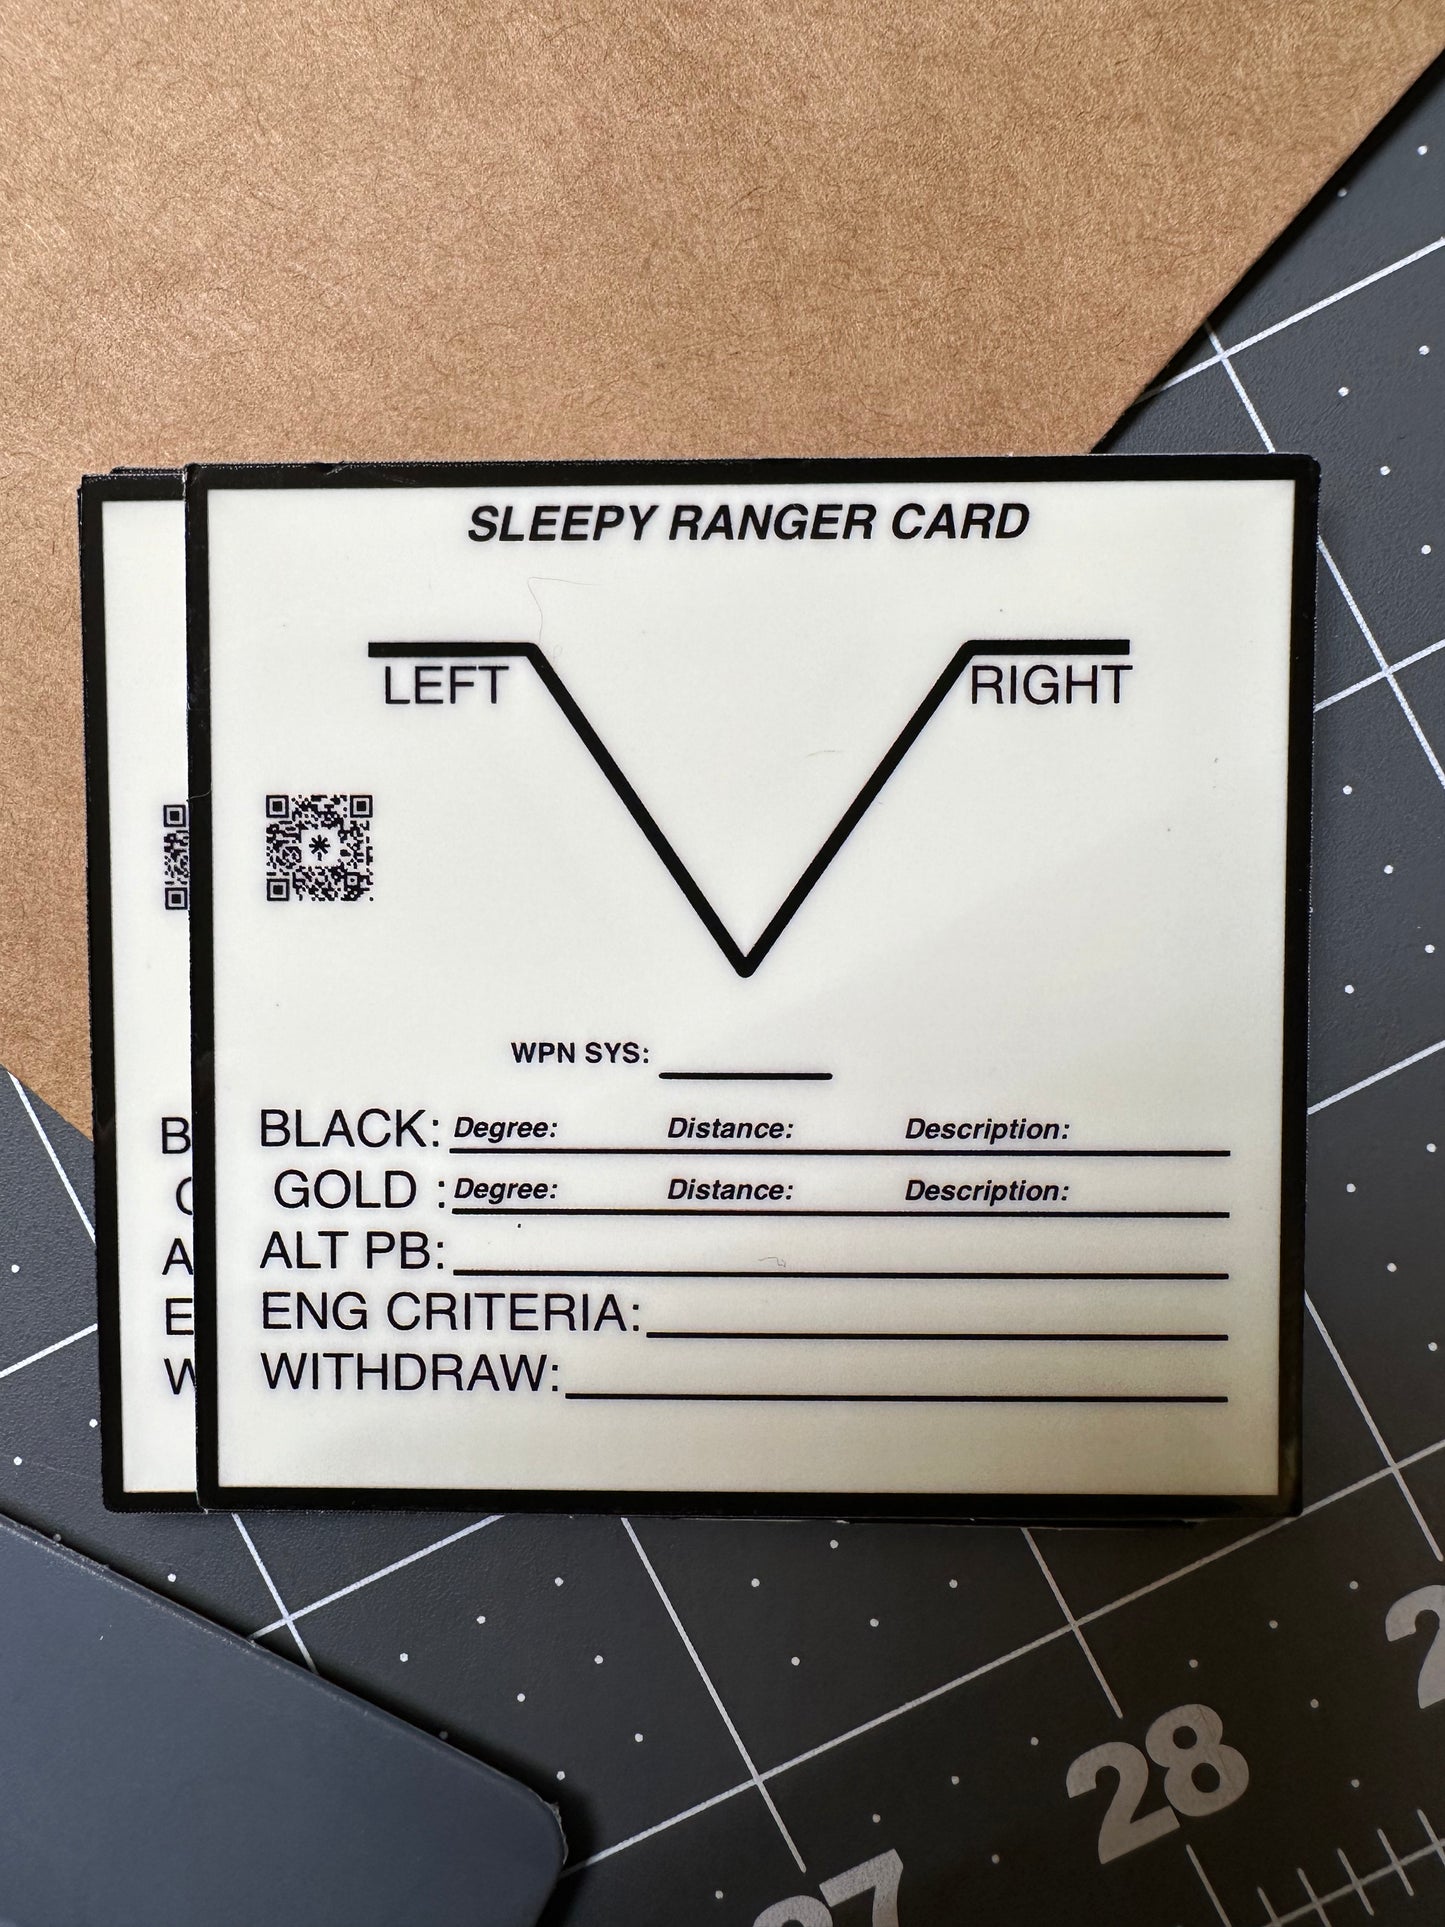 SLEEPY RANGER CARD
LEFT RIGHT
WPN SYS:
B BLACK: Degree: Distance: Description:
GOLD : Degree: Distance: Description:
A ALT PB:
E ENG CRITERIA:
W WITHDRAW:
28
27